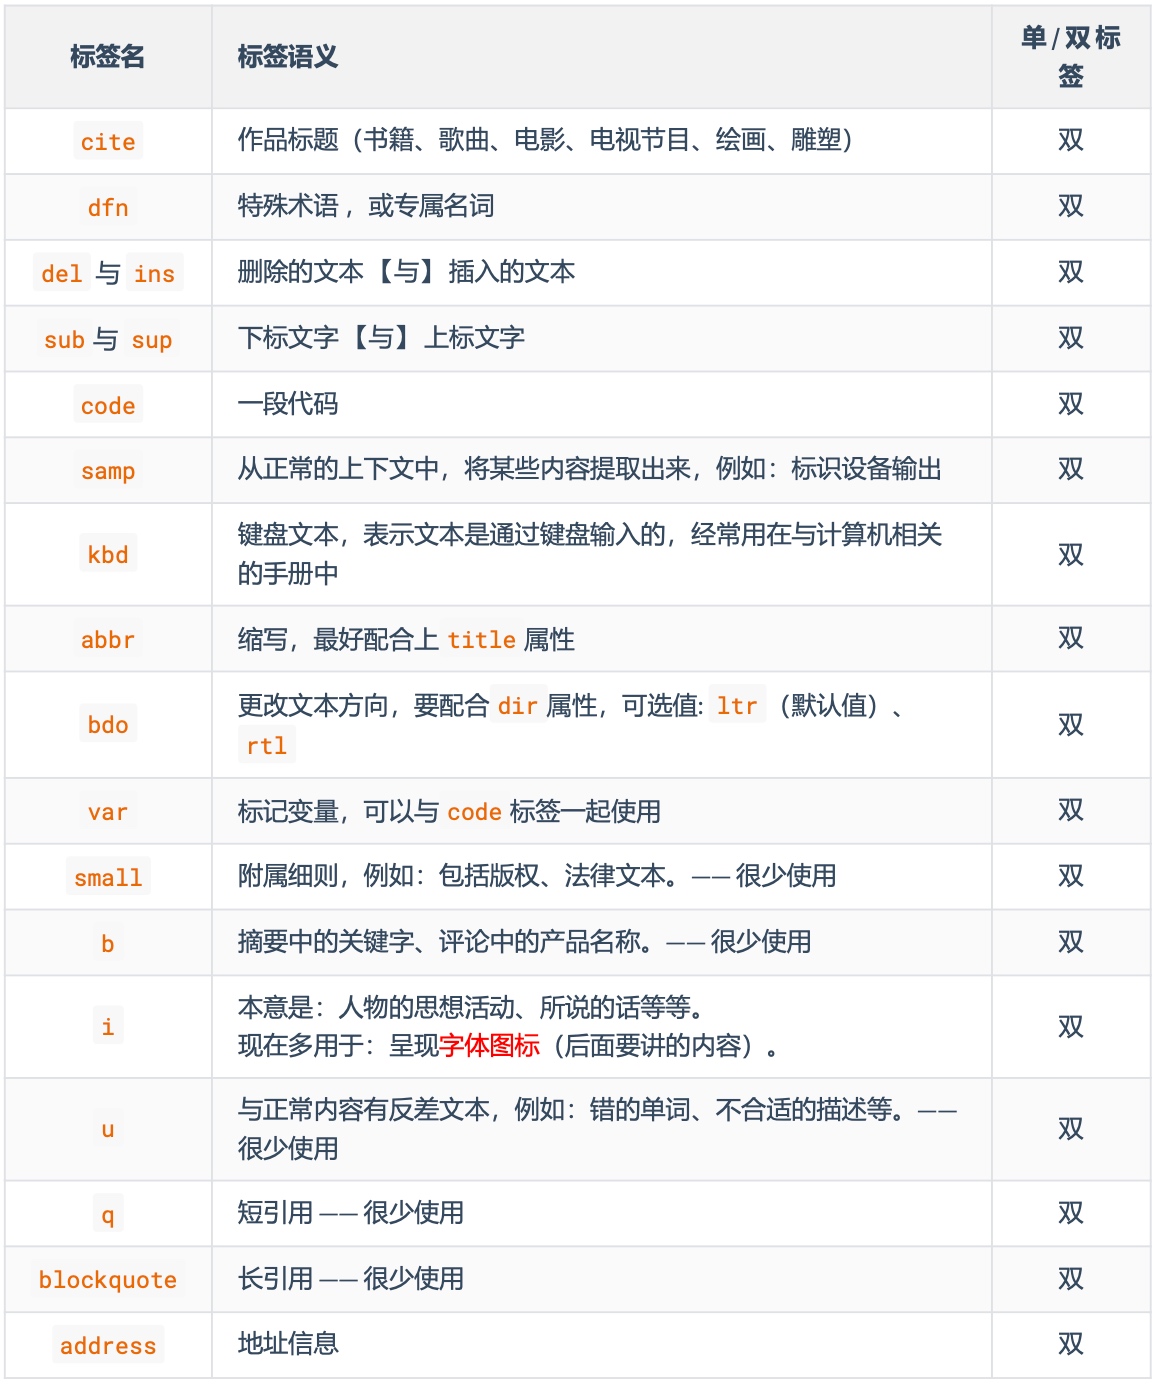 标签名 标签语义 单/双标
签
cite 作品标题（书籍、歌曲、电影、电视节目、绘画、雕塑） 双
dfn 特殊术语，或专属名词 双
del 与 ins 删除的文本【与】插入的文本 双
sub 与 sup 下标文字【与】上标文字 双
code 一段代码 双
samp 从正常的上下文中，将某些内容提取出来，例如：标识设备输出 双
kbd 键盘文本，表示文本是通过键盘输入的，经常用在与计算机相关 双
的手册中
abbr 缩写，最好配合上 title 属性 双
bdo 更改文本方向，要配合 dir 属性，可选值: ltr （默认值）、 双
rtl
var 标记变量，可以与 code 标签一起使用 双
small 附属细则，例如：包括版权、法律文本。—— 很少使用 双
b 摘要中的关键字、评论中的产品名称。—— 很少使用 双
i 本意是：人物的思想活动、所说的话等等。 双
现在多用于：呈现字体图标（后面要讲的内容）。
u 与正常内容有反差文本，例如：错的单词、不合适的描述等。—— 双
很少使用
q 短引用 —— 很少使用 双
blockquote 长引用 —— 很少使用 双
address 地址信息 双